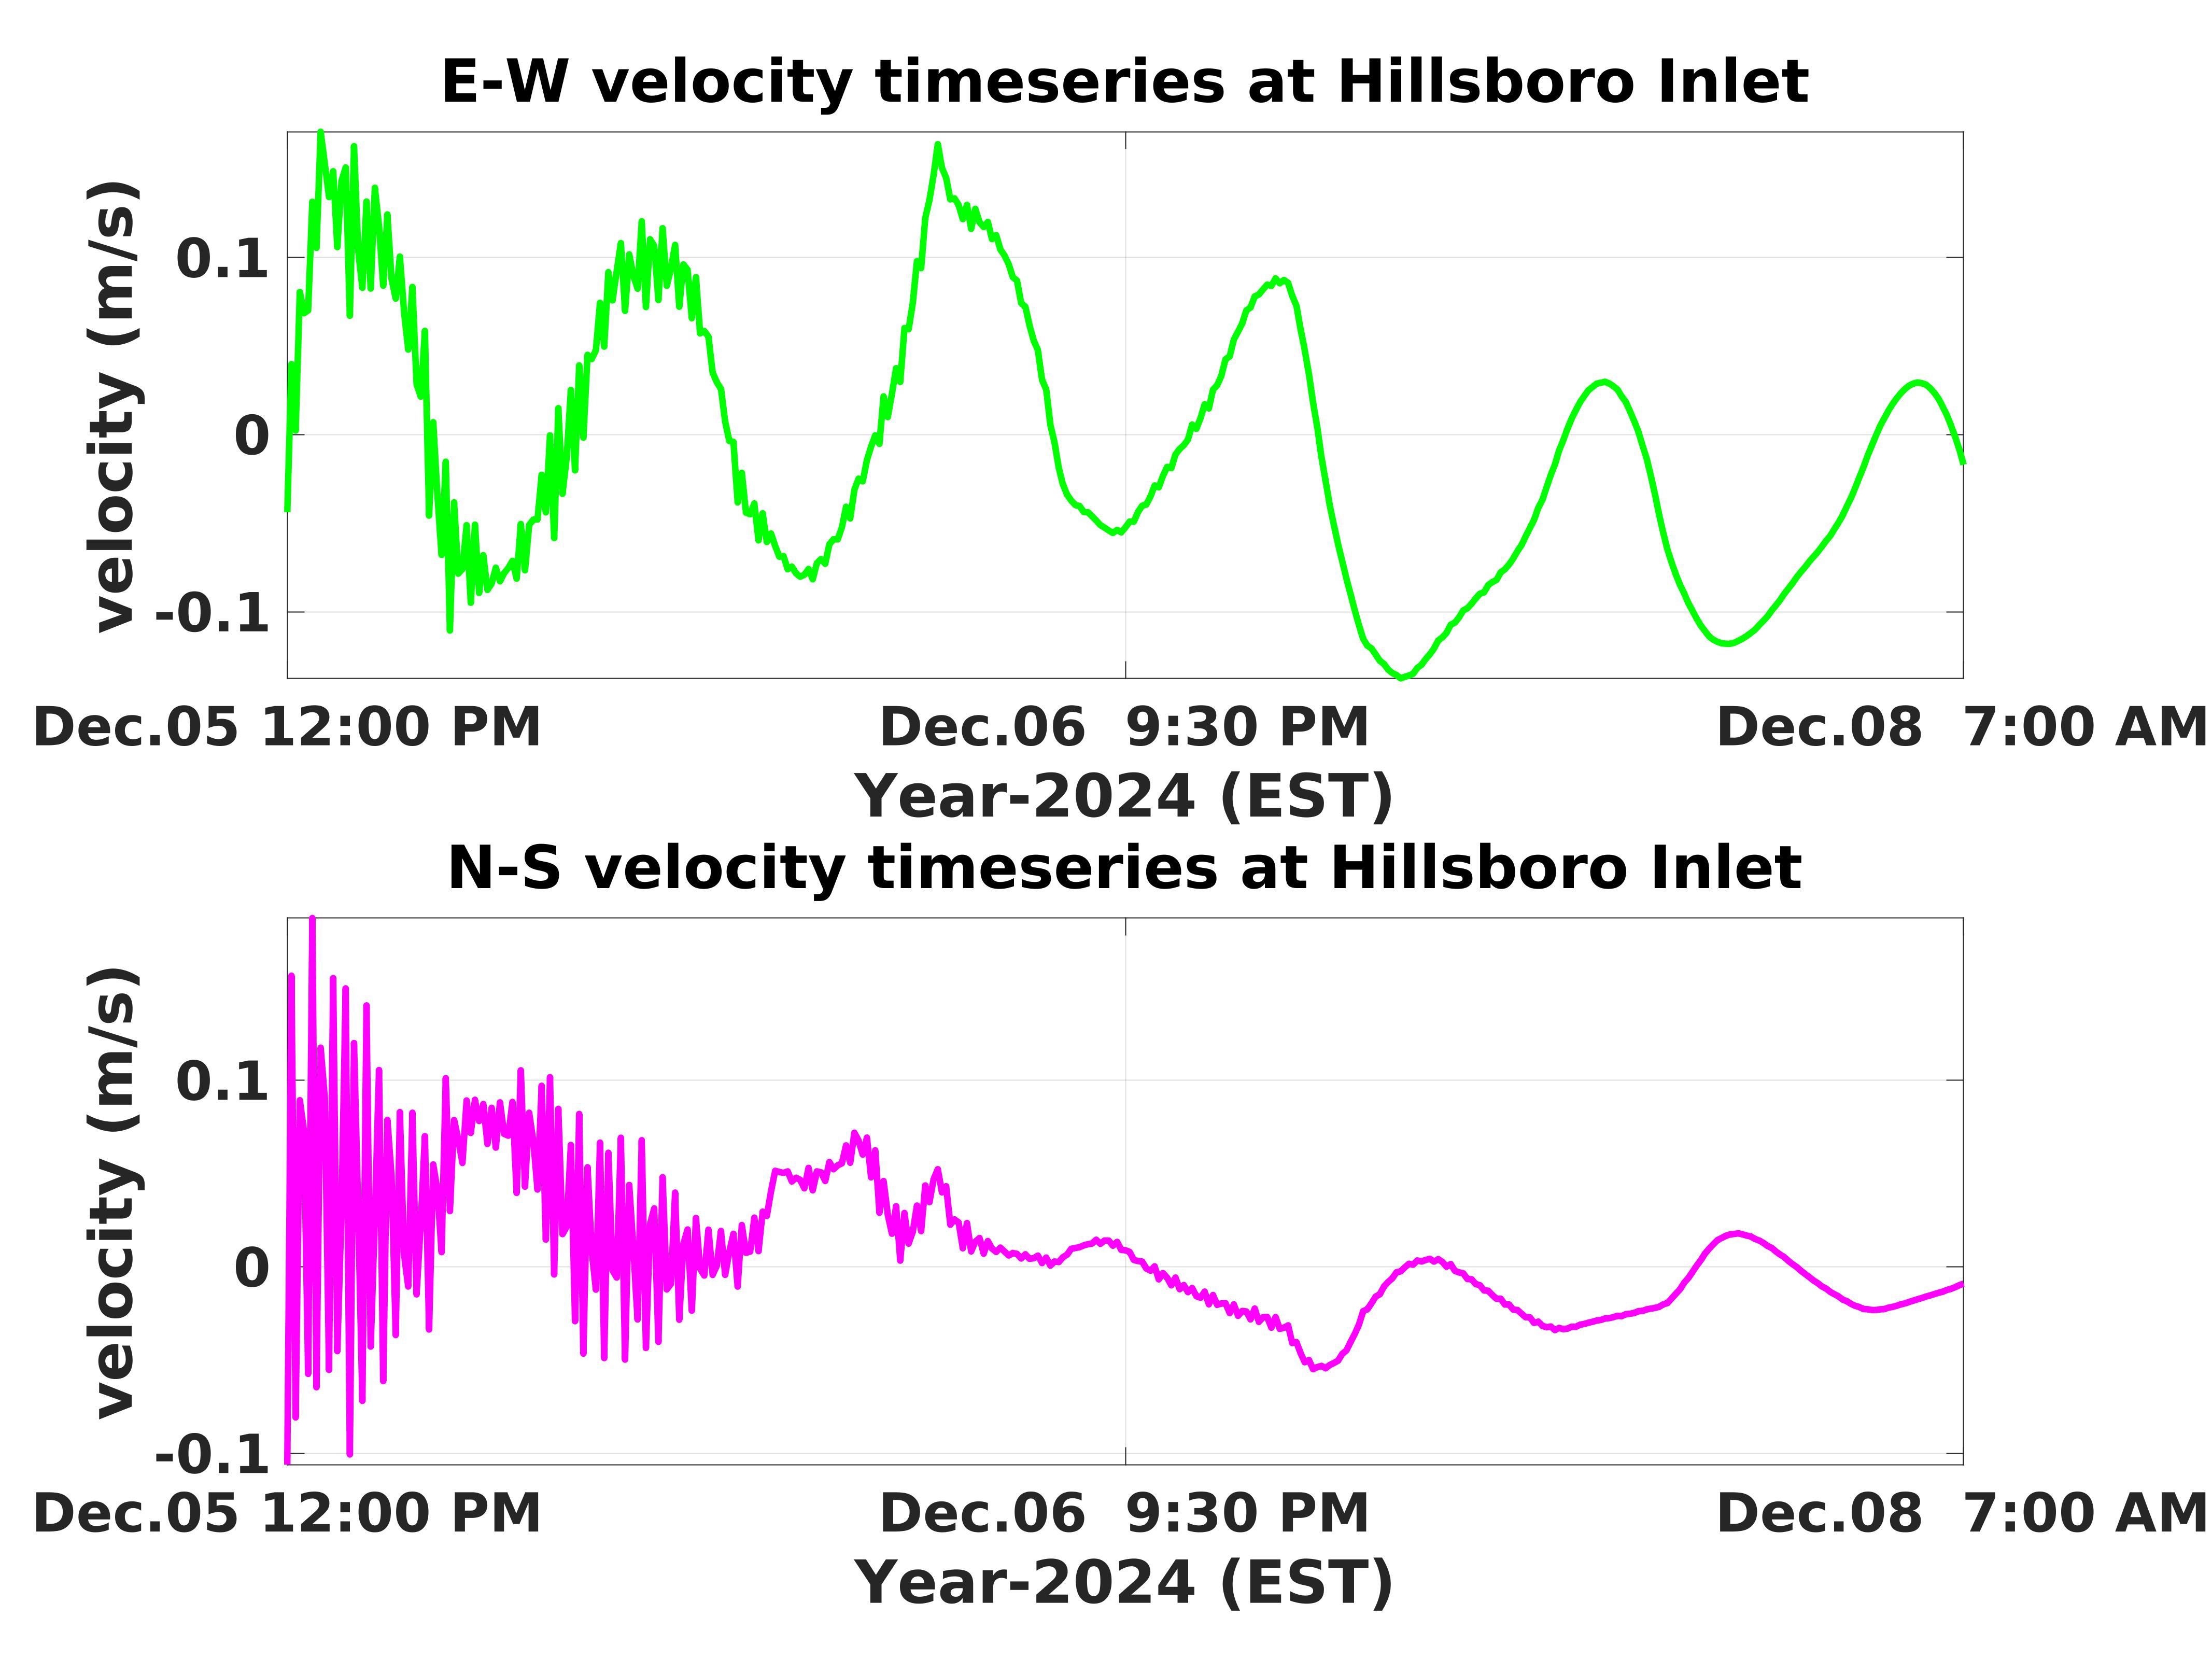 E-W velocity timeseries at Hillsboro Inlet
velocity (m/s)
0.1
0
-0.1
Dec.05 12:00 PM Dec.06 9:30 PM Dec.08 7:00 AM
Year-2024 (EST)
N-S velocity timeseries at Hillsboro Inlet
velocity (m/s)
0.1
0
-0.1
Dec.05 12:00 PM Dec.06 9:30 PM Dec.08 7:00 AM
Year-2024 (EST)